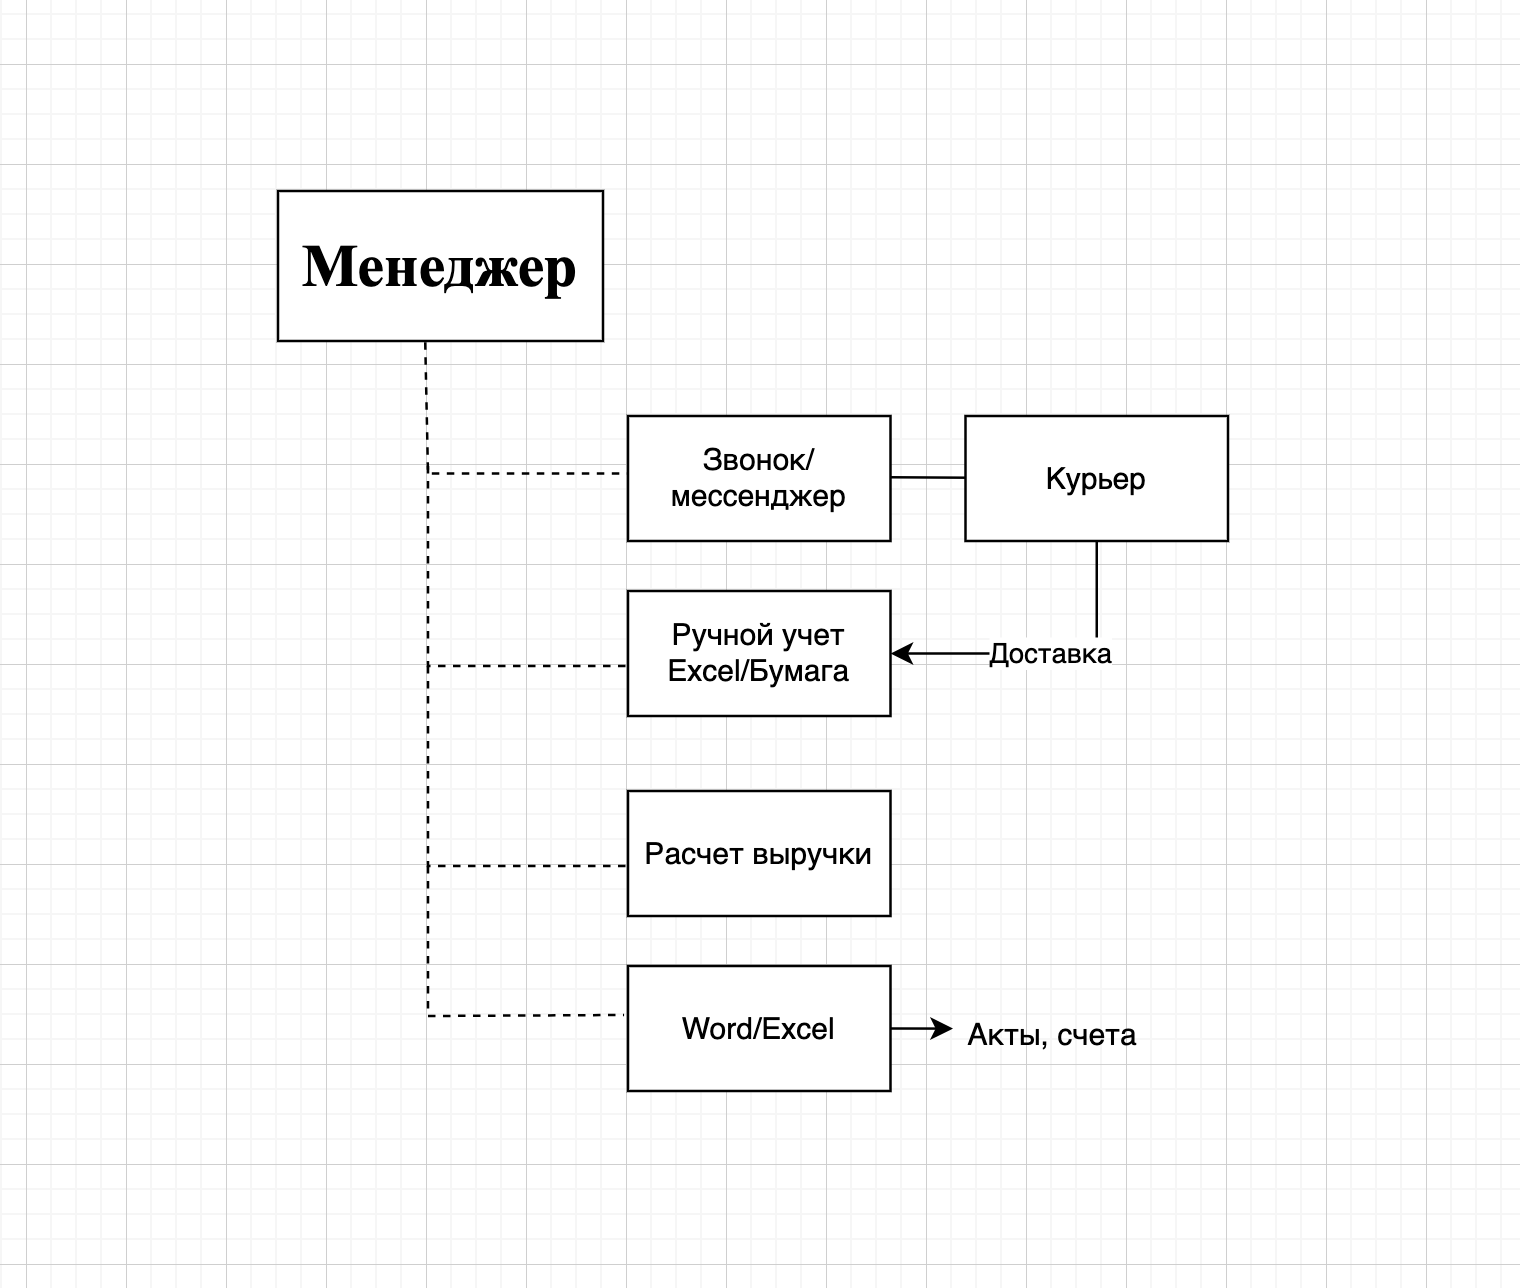 Менеджер
Звонок/
мессенджер
Курьер
Ручной учет
Excel/Бумага
Доставка
Расчет выручки
Word/Excel
Акты, счета